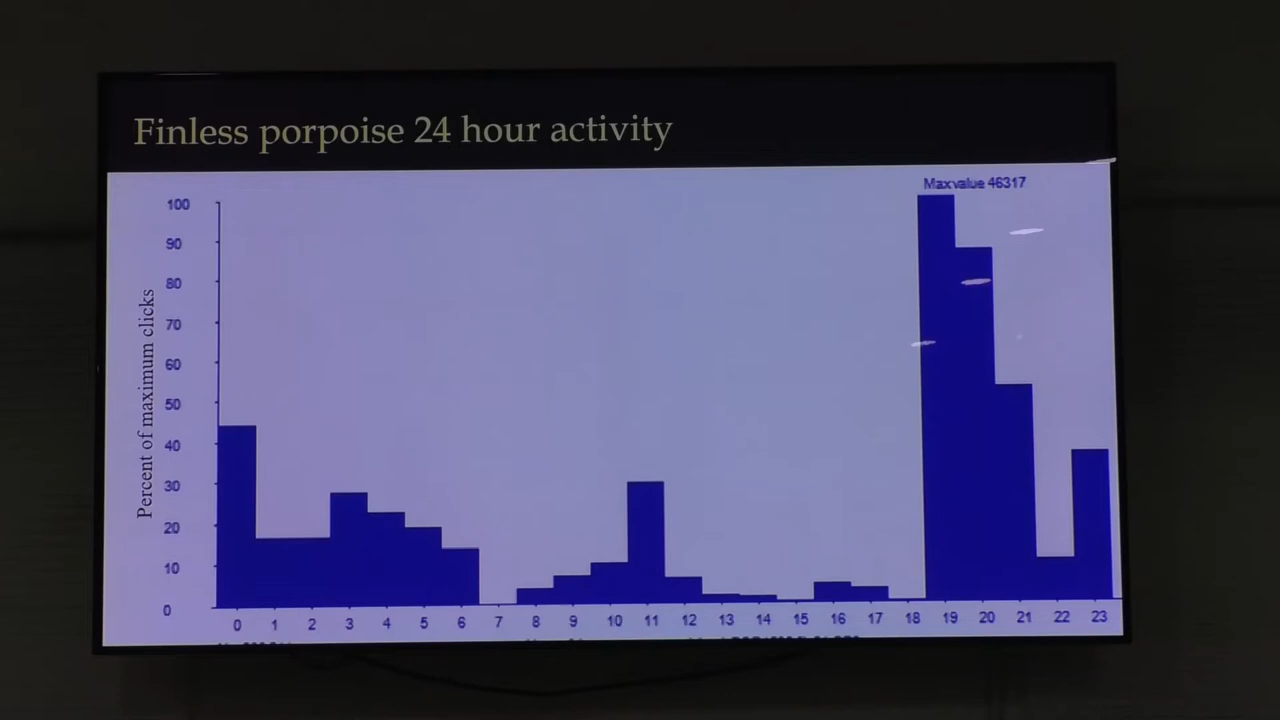 Finless porpoise 24 hour activity
Max value 46317
Percent of maximum clicks
100
90
80
70
60
50
40
30
20
10
0
0 1 2 3 4 5 6 7 8 9 10 11 12 13 14 15 16 17 18 19 20 21 22 23